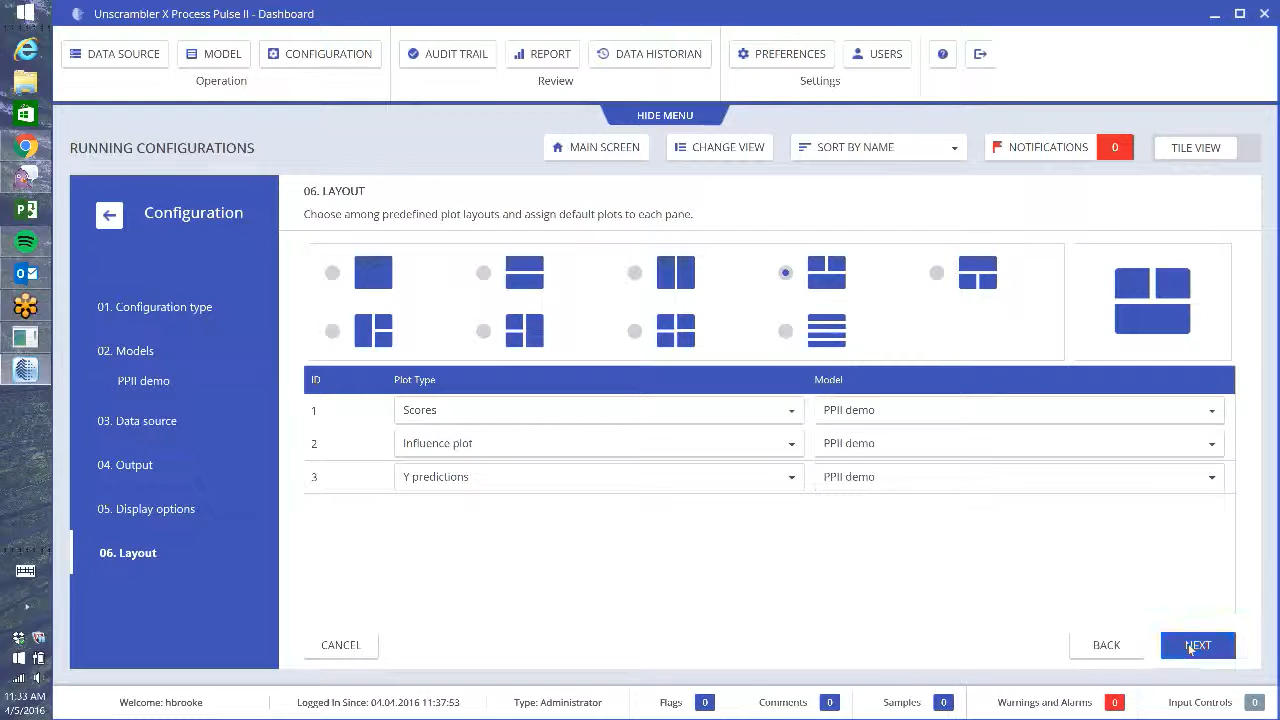 Unscrambler X Process Pulse II - Dashboard
DATA SOURCE MODEL CONFIGURATION AUDIT TRAIL REPORT DATA HISTORIAN PREFERENCES USERS ?
Operation Review Settings
HIDE MENU
RUNNING CONFIGURATIONS MAIN SCREEN CHANGE VIEW SORT BY NAME NOTIFICATIONS 0 TILE VIEW
Configuration
01. Configuration type
02. Models
PPII demo
03. Data source
04. Output
05. Display options
06. Layout
06. LAYOUT
Choose among predefined plot layouts and assign default plots to each pane.
ID Plot Type Model
1 Scores PPII demo
2 Influence plot PPII demo
3 Y predictions PPII demo
CANCEL BACK NEXT
Welcome: hbrooke Logged In Since: 04.04.2016 11:37:53 Type: Administrator Flags 0 Comments 0 Samples 0 Warnings and Alarms 0 Input Controls 0
11:33 AM
4/5/2016